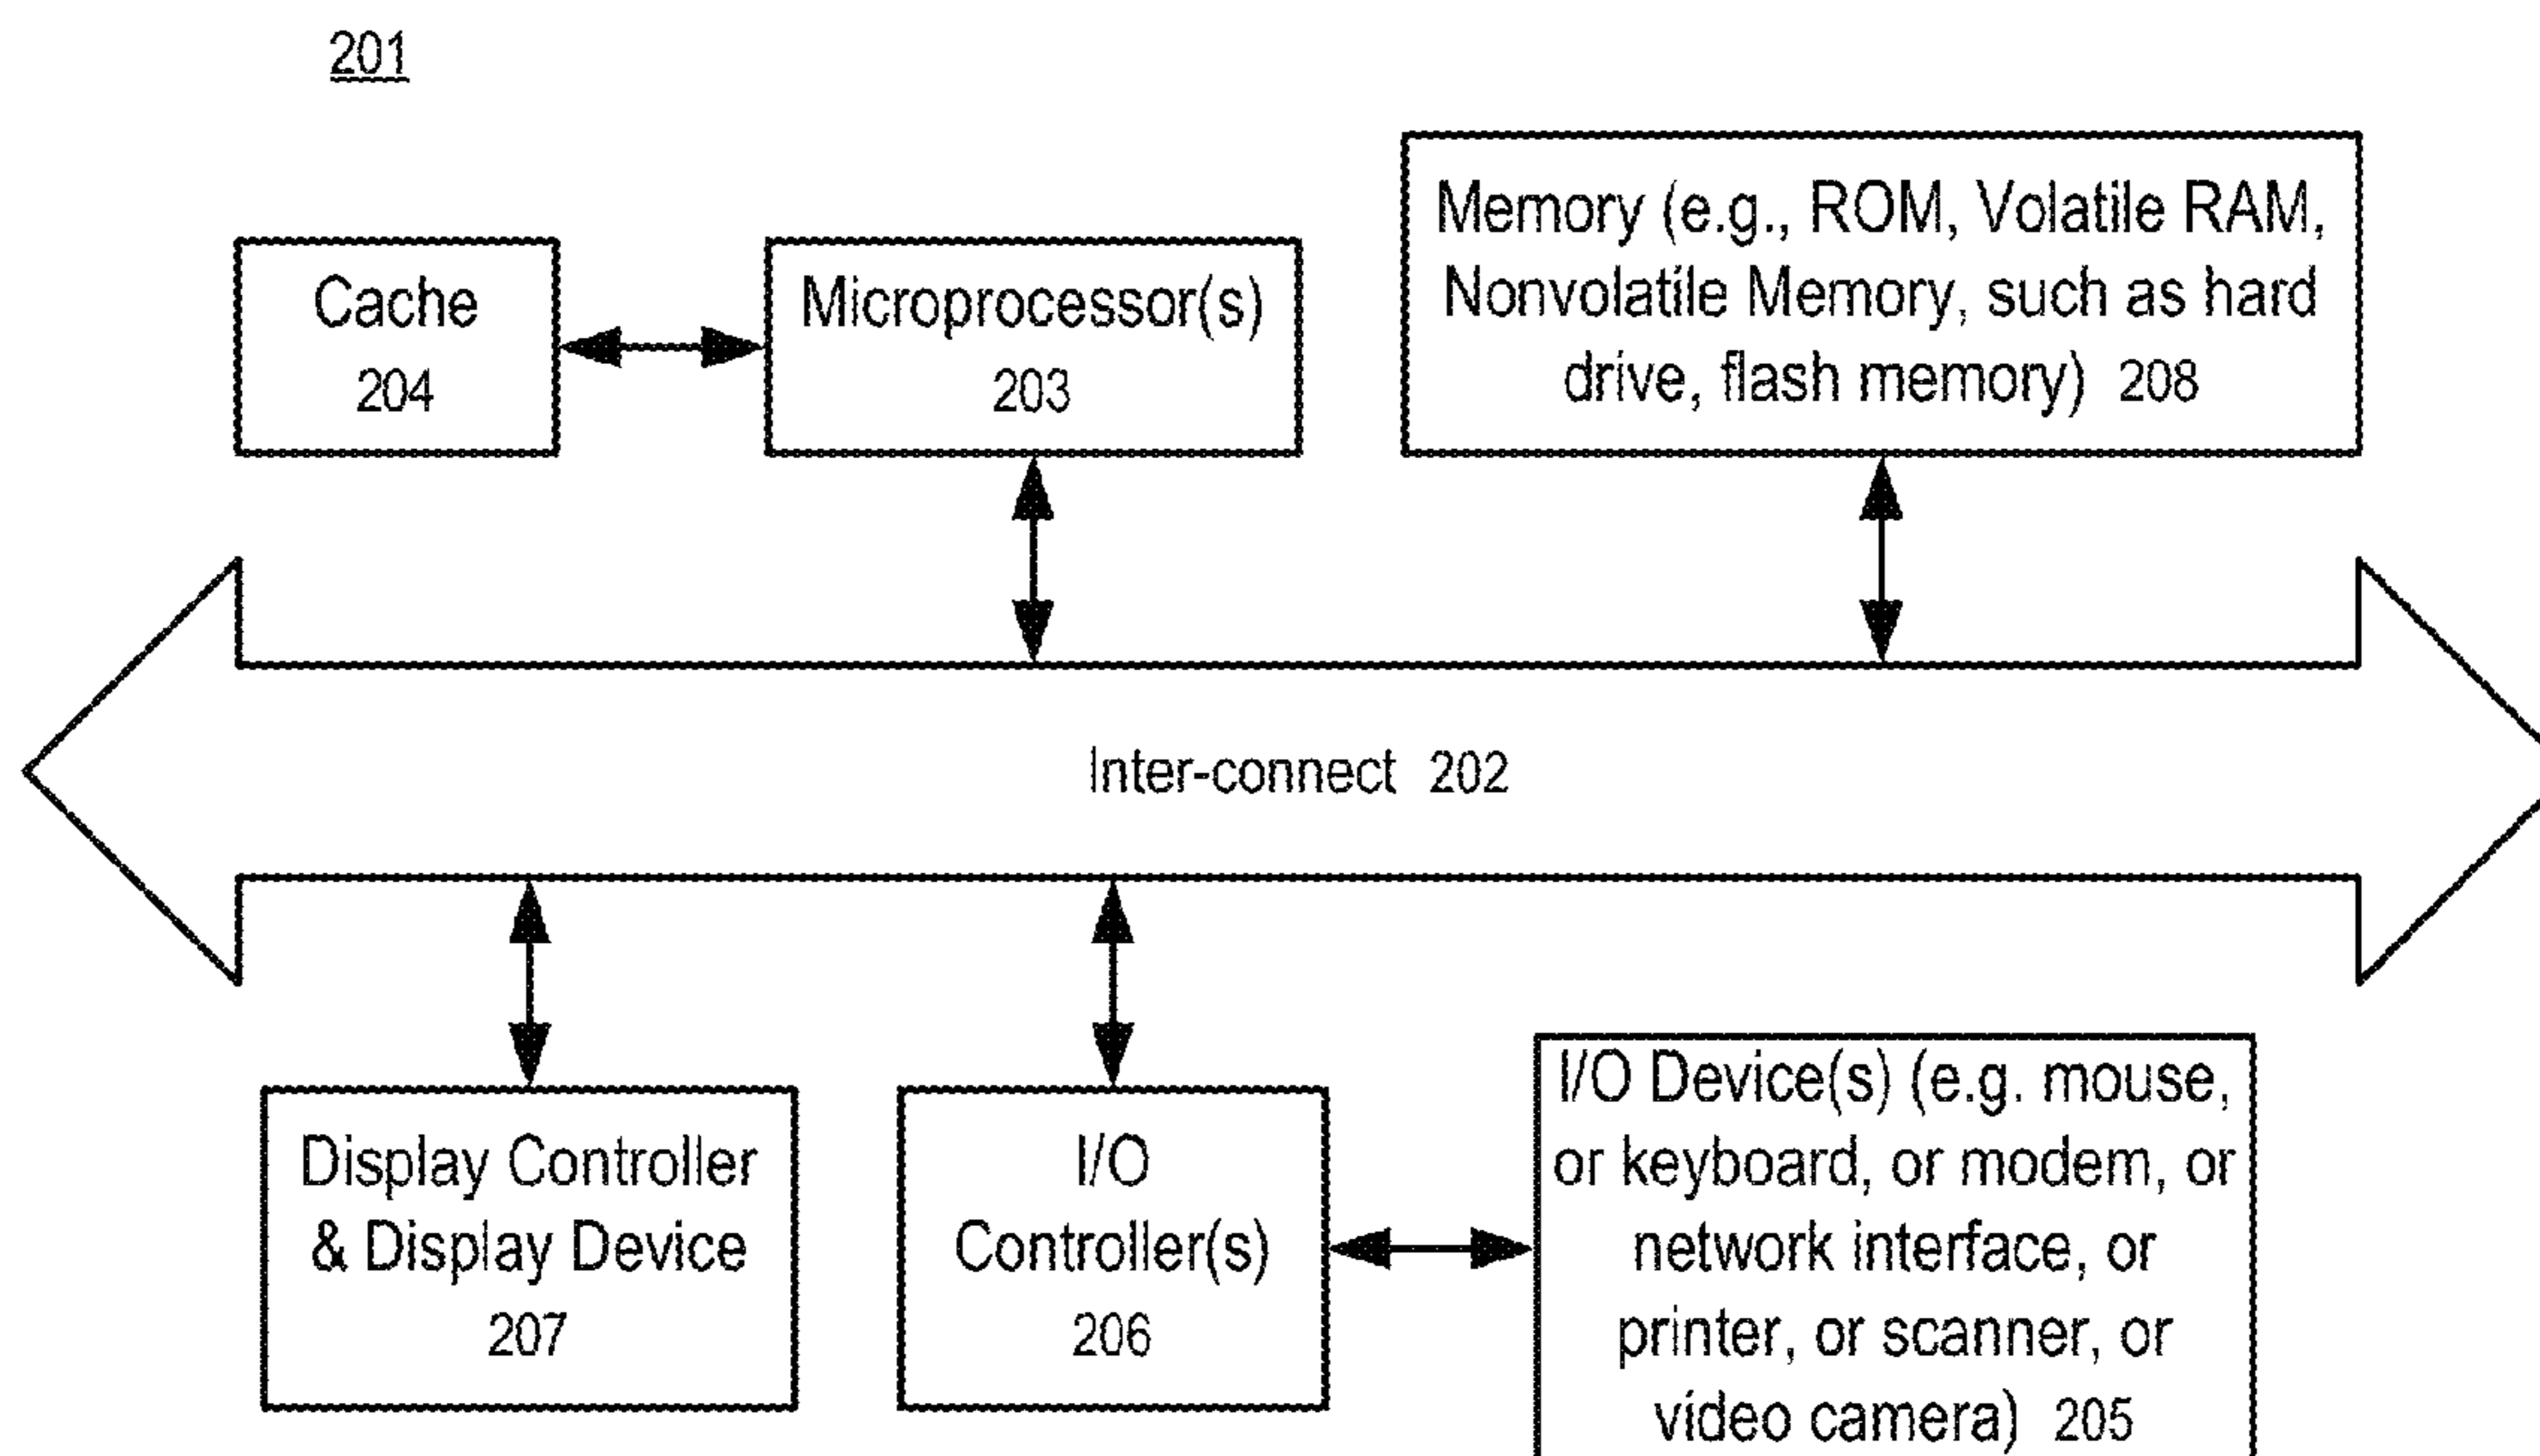 201
Cache
204
Microprocessor(s)
203
Memory (e.g., ROM, Volatile RAM,
Nonvolatile Memory, such as hard
drive, flash memory) 208
Inter-connect 202
Display Controller
& Display Device
207
I/O
Controller(s)
206
I/O Device(s) (e.g. mouse,
or keyboard, or modem, or
network interface, or
printer, or scanner, or
video camera) 205